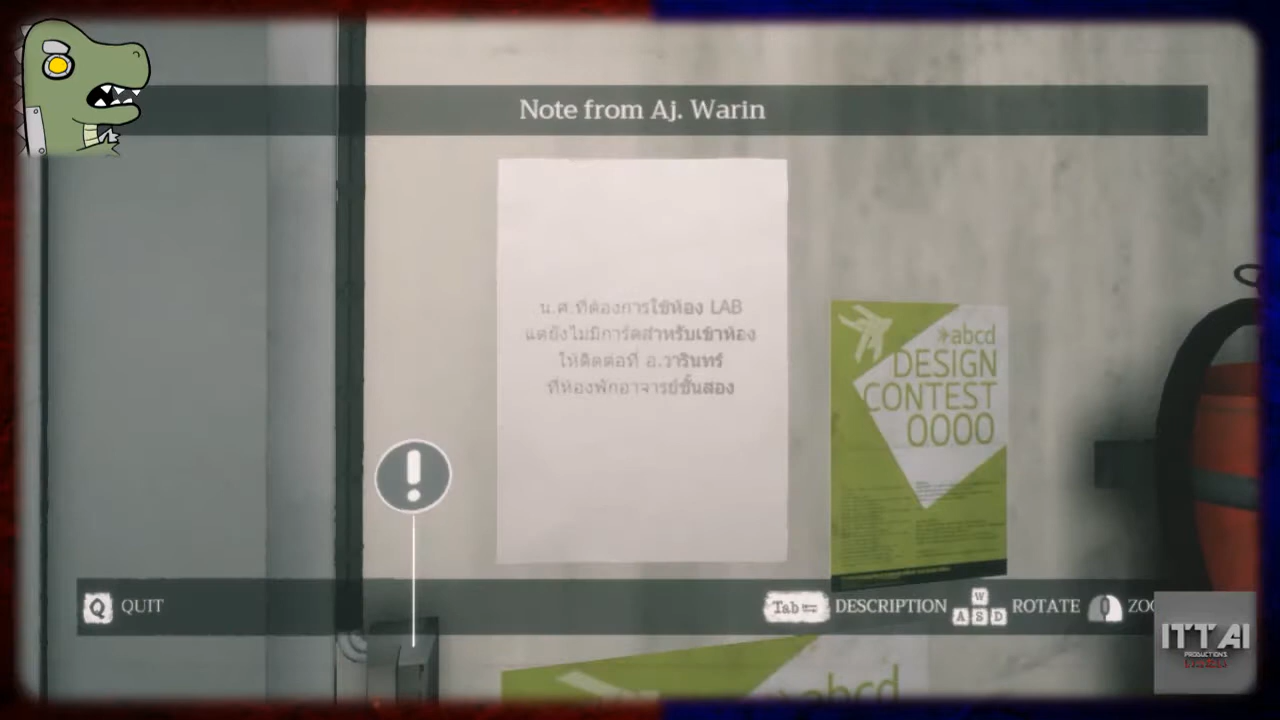 Note from Aj. Warin
น.ศ.ที่ต้องการใช้ห้อง LAB
แต่ยังไม่มีการ์ดสำหรับเข้าห้อง
ให้ติดต่อที่ อ.วารินทร์
ที่ห้องพักอาจารย์ชั้นสอง
abcd
DESIGN
CONTEST
0000
Q QUIT
Tab DESCRIPTION
W A S D ROTATE
abcd
ITTAI
PRODUCTIONS